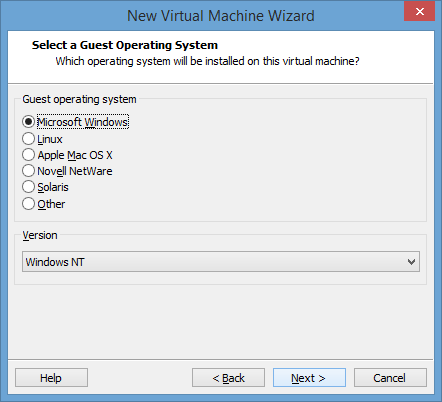 New Virtual Machine Wizard
Select a Guest Operating System
Which operating system will be installed on this virtual machine?
Guest operating system
Microsoft Windows
Linux
Apple Mac OS X
Novell NetWare
Solaris
Other
Version
Windows NT
Help
< Back
Next >
Cancel